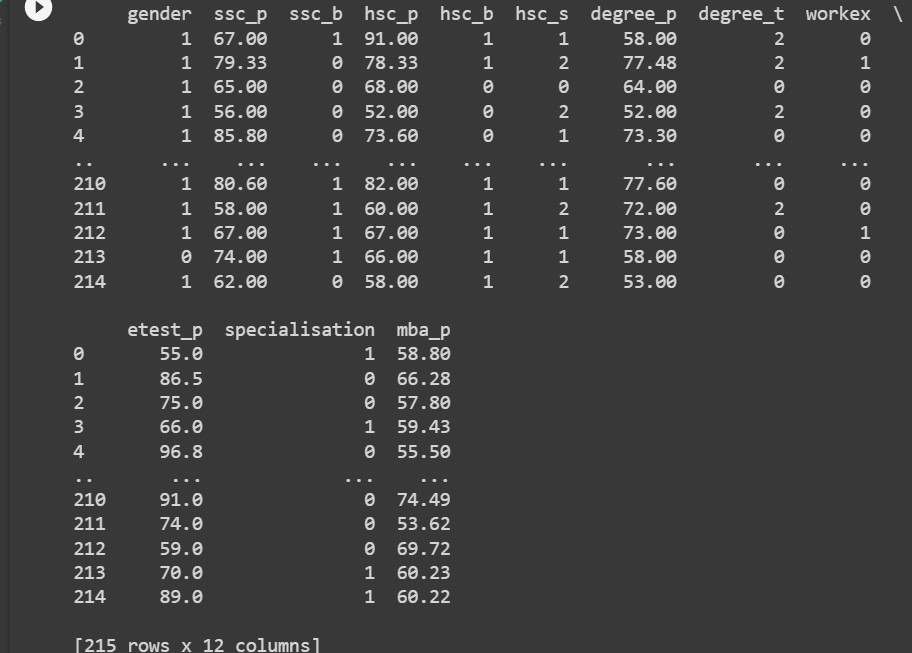 gender ssc_p ssc_b hsc_p hsc_b hsc_s degree_p degree_t workex \
0 1 67.00 1 91.00 1 1 58.00 2 0
1 1 79.33 0 78.33 1 2 77.48 2 1
2 1 65.00 0 68.00 0 0 64.00 0 0
3 1 56.00 0 52.00 0 2 52.00 2 0
4 1 85.80 0 73.60 0 1 73.30 0 0
.. ... ... ... ... ... ... ... ... ...
210 1 80.60 1 82.00 1 1 77.60 0 0
211 1 58.00 1 60.00 1 2 72.00 2 0
212 1 67.00 1 67.00 1 1 73.00 0 1
213 0 74.00 1 66.00 1 1 58.00 0 0
214 1 62.00 0 58.00 1 2 53.00 0 0
etest_p specialisation mba_p
0 55.0 1 58.80
1 86.5 0 66.28
2 75.0 0 57.80
3 66.0 1 59.43
4 96.8 0 55.50
.. ... ... ...
210 91.0 0 74.49
211 74.0 0 53.62
212 59.0 0 69.72
213 70.0 1 60.23
214 89.0 1 60.22
[215 rows x 12 columns]